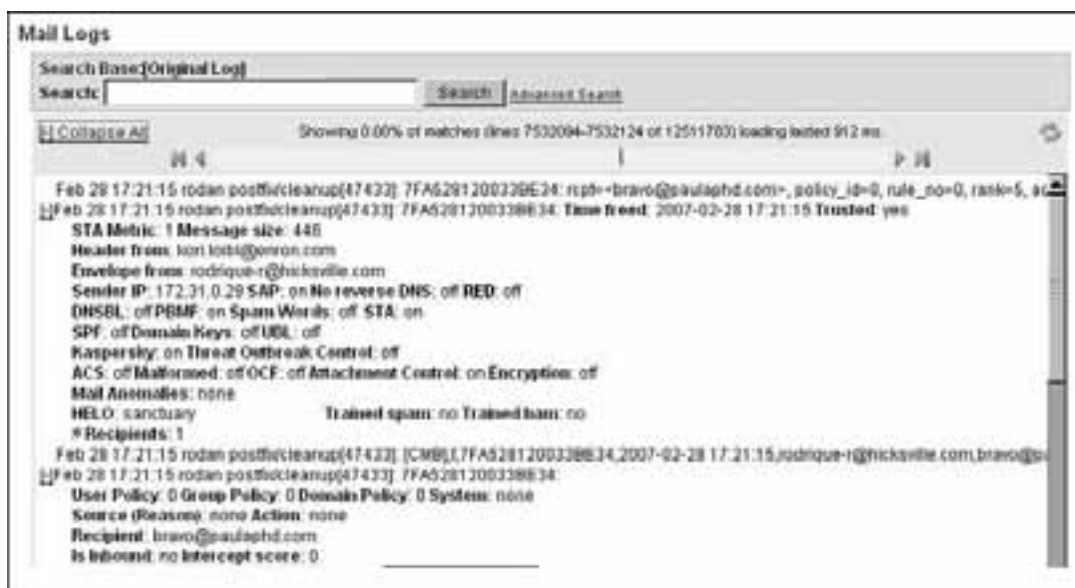 Mail Logs
Search Base:[Original Log]
Search: Search Advanced Search
[-] Collapse All Showing 0.00% of matches (lines 7532094-7532124 of 12511703) loading lasted 912 ms.
Feb 28 17:21:15 rodan postfix/cleanup[47433]: 7FA528120033BE34: rcpt=<bravo@paulaphd.com>, policy_id=0, rule_no=0, rank=5, ac
[-]Feb 28 17:21:15 rodan postfix/cleanup[47433]: 7FA528120033BE34: Time freed: 2007-02-28 17:21:15 Trusted: yes
STA Metric: 1 Message size: 446
Header from: kori.loibl@enron.com
Envelope from: rodrique-r@hicksville.com
Sender IP: 172.31.0.29 SAP: on No reverse DNS: off RED: off
DNSBL: off PBMF: on Spam Words: off STA: on
SPF: off Domain Keys: off UBL: off
Kaspersky: on Threat Outbreak Control: off
ACS: off Malformed: off OCF: off Attachment Control: on Encryption: off
Mail Anomalies: none
HELO: sanctuary Trained spam: no Trained ham: no
# Recipients: 1
Feb 28 17:21:15 rodan postfix/cleanup[47433]: [CMB],f,7FA528120033BE34,2007-02-28 17:21:15,rodrique-r@hicksville.com,bravo@p
[-]Feb 28 17:21:15 rodan postfix/cleanup[47433]: 7FA528120033BE34:
User Policy: 0 Group Policy: 0 Domain Policy: 0 System: none
Source (Reason): none Action: none
Recipient: bravo@paulaphd.com
Is Inbound: no Intercept score: 0